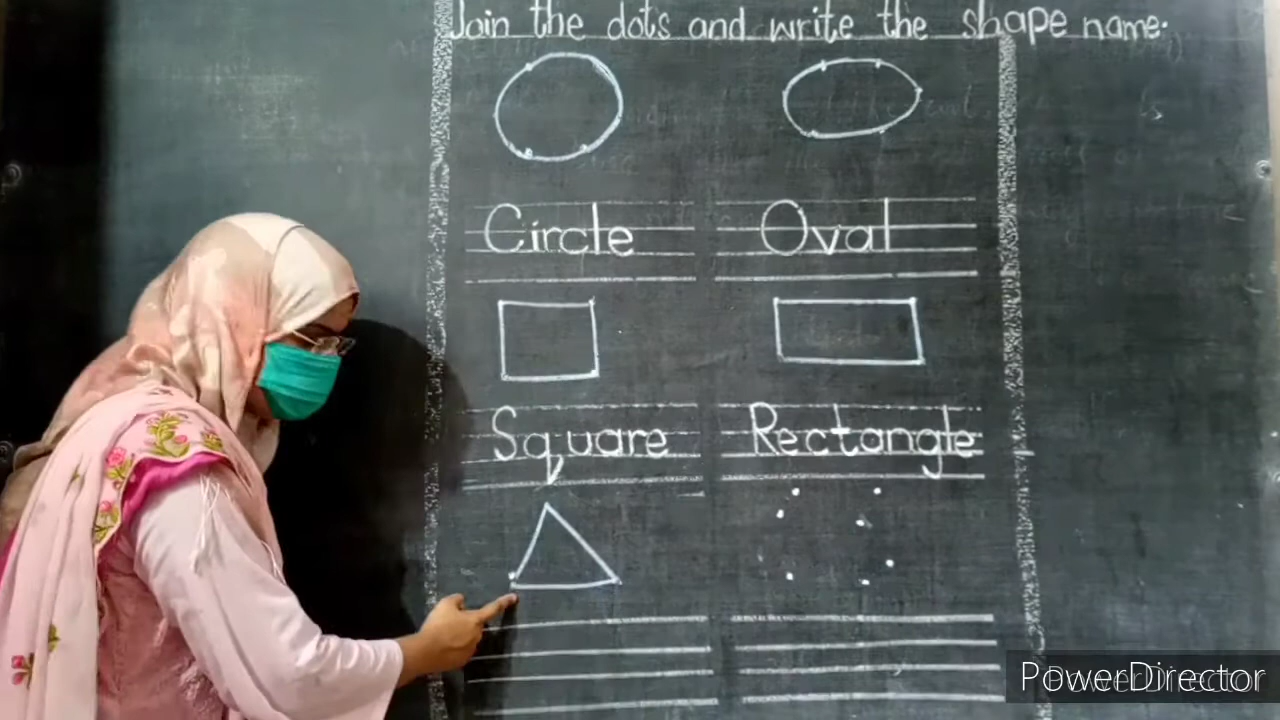 Join the dots and write the shape name.
Circle Oval
Square Rectangle
PowerDirector